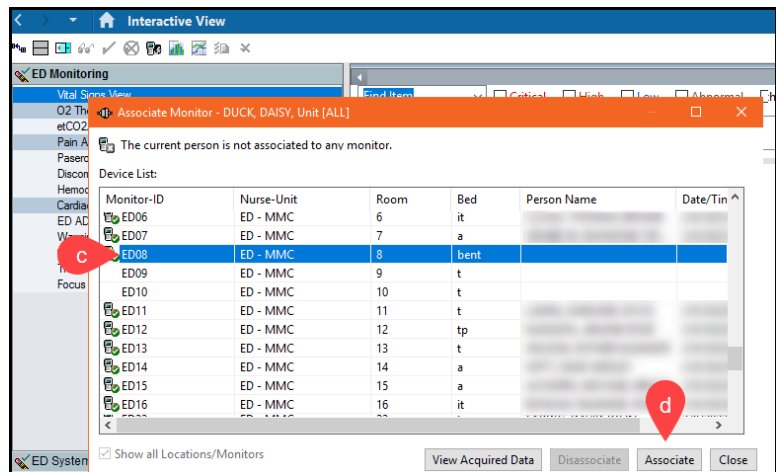 Interactive View
ED Monitoring
Vital Signs View
Find Item
Critical High Low Abnormal
O2 Th
etCO2
Pain A
Pasero
Discon
Hemod
Cardia
ED AD
Focus
Associate Monitor - DUCK, DAISY, Unit [ALL]
The current person is not associated to any monitor.
Device List:
Monitor-ID Nurse-Unit Room Bed Person Name Date/Tin
ED06 ED - MMC 6 it
ED07 ED - MMC 7 a
c
ED08 ED - MMC 8 bent
ED09 ED - MMC 9 t
ED10 ED - MMC 10 t
ED11 ED - MMC 11 t
ED12 ED - MMC 12 tp
ED13 ED - MMC 13 t
ED14 ED - MMC 14 a
ED15 ED - MMC 15 a
ED16 ED - MMC 16 it
d
Show all Locations/Monitors
View Acquired Data Disassociate Associate Close
ED System